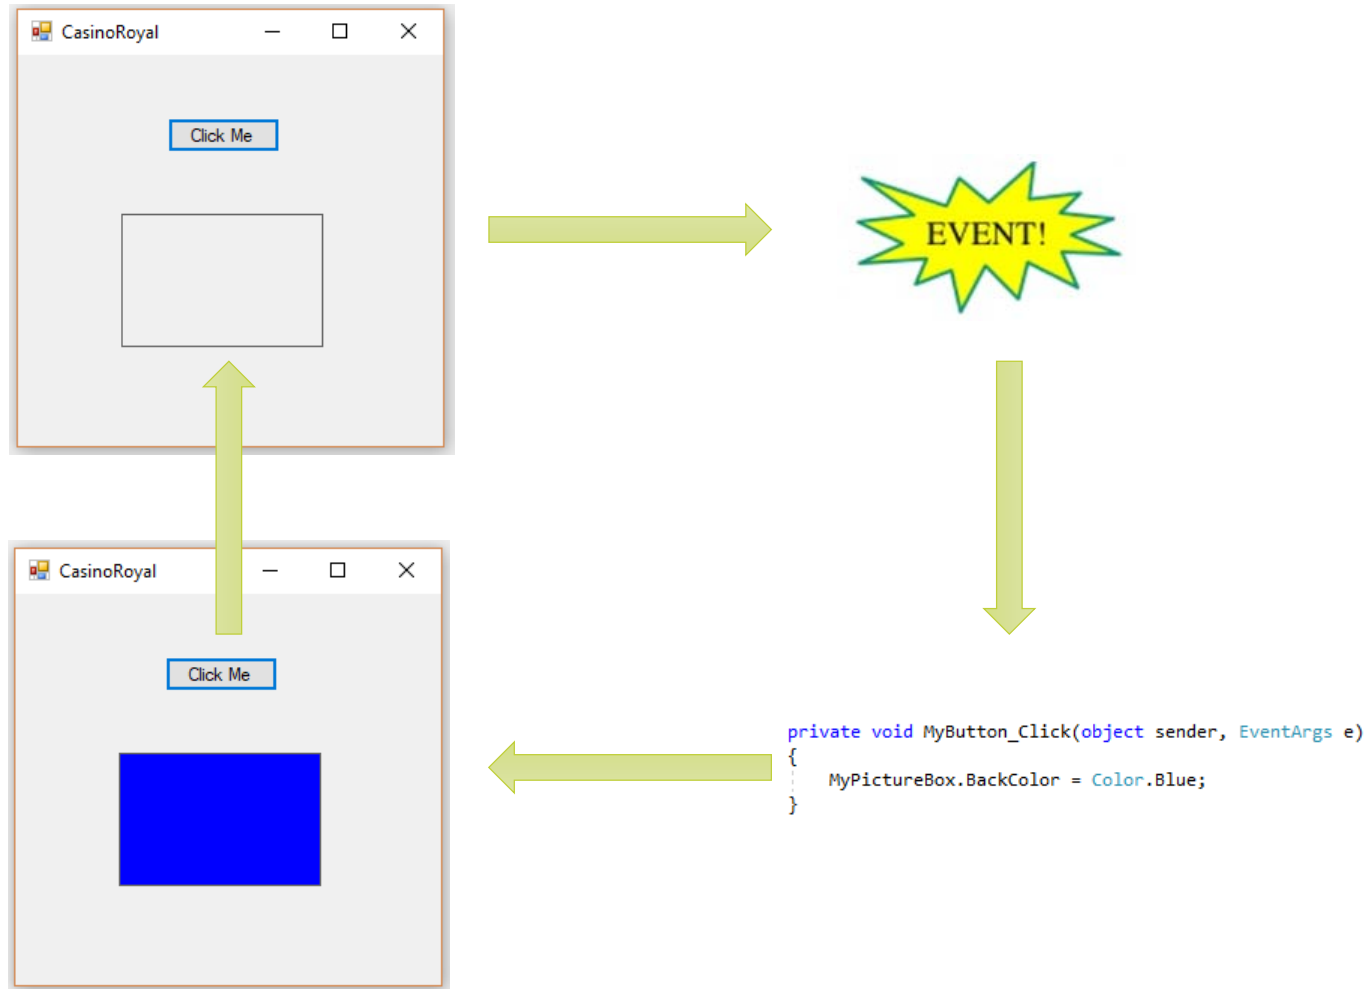 CasinoRoyal
Click Me
EVENT!
CasinoRoyal
Click Me
private void MyButton_Click(object sender, EventArgs e)
{
    MyPictureBox.BackColor = Color.Blue;
}